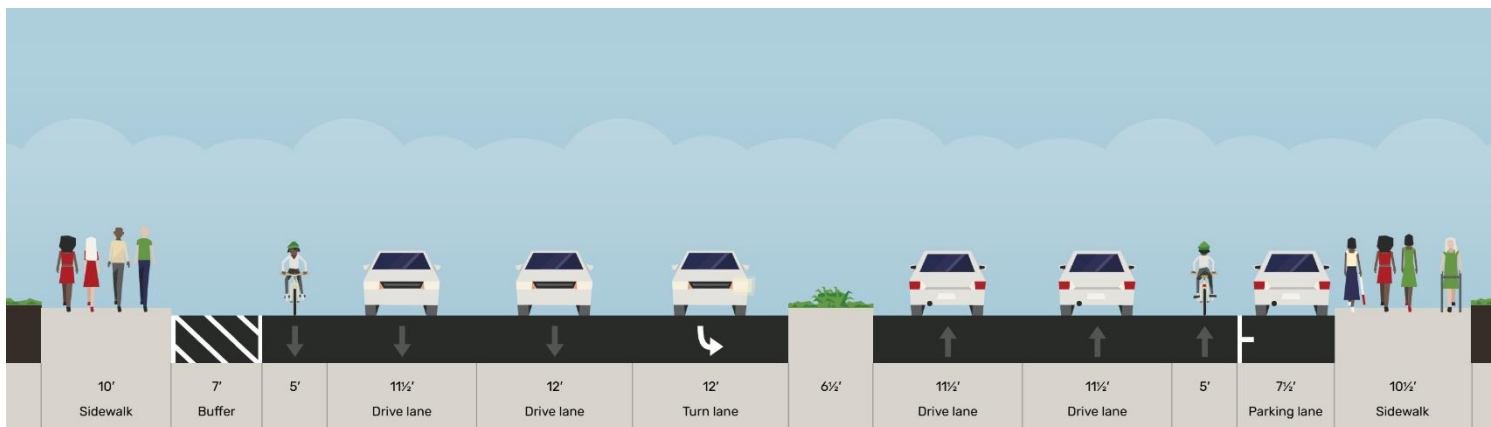 10′
Sidewalk
7′
Buffer
5′
11½′
Drive lane
12′
Drive lane
12′
Turn lane
6½′
11½′
Drive lane
11½′
Drive lane
5′
7½′
Parking lane
10½′
Sidewalk